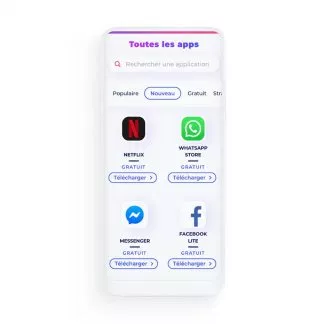 Toutes les apps
Rechercher une application
Populaire Nouveau Gratuit Stra
NETFLIX
GRATUIT
Télécharger >
WHATSAPP
STORE
GRATUIT
Télécharger >
MESSENGER
GRATUIT
Télécharger >
FACEBOOK
LITE
GRATUIT
Télécharger >